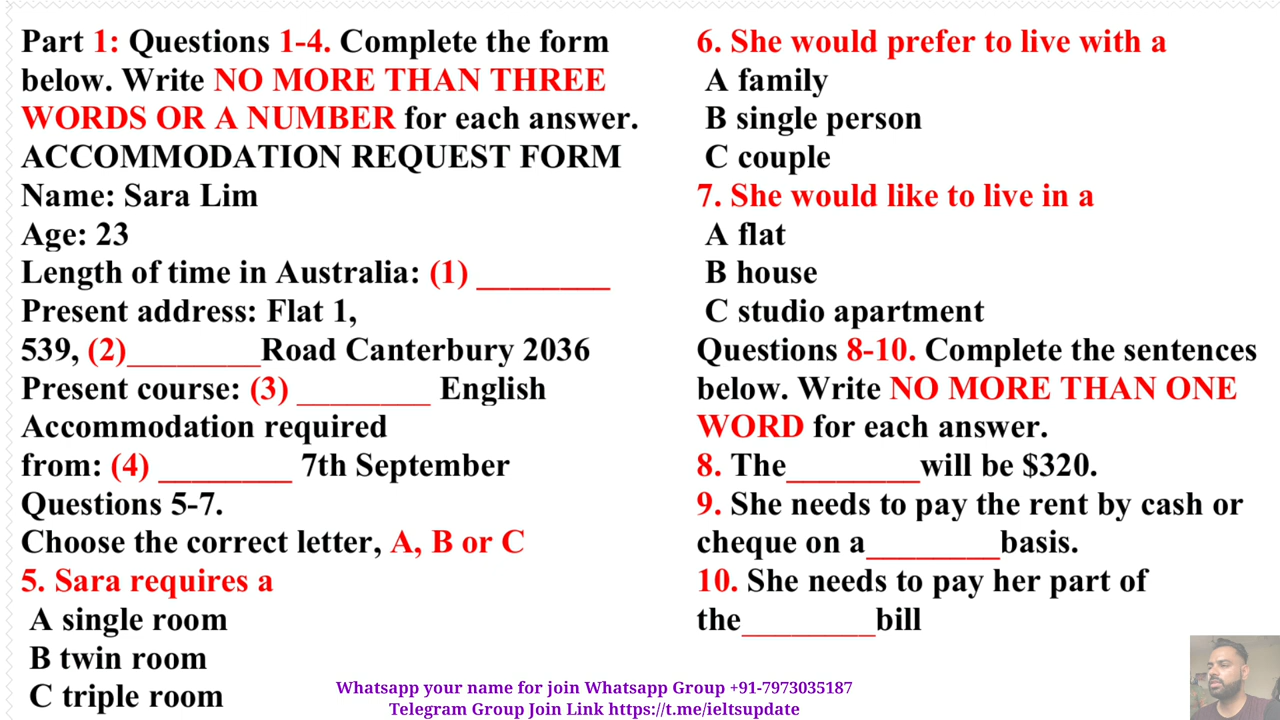 Part 1: Questions 1-4. Complete the form
below. Write NO MORE THAN THREE
WORDS OR A NUMBER for each answer.
ACCOMMODATION REQUEST FORM
Name: Sara Lim
Age: 23
Length of time in Australia: (1) ________
Present address: Flat 1,
539, (2)________Road Canterbury 2036
Present course: (3) ________ English
Accommodation required
from: (4) ________ 7th September
Questions 5-7.
Choose the correct letter, A, B or C
5. Sara requires a
A single room
B twin room
C triple room
6. She would prefer to live with a
A family
B single person
C couple
7. She would like to live in a
A flat
B house
C studio apartment
Questions 8-10. Complete the sentences
below. Write NO MORE THAN ONE
WORD for each answer.
8. The________will be $320.
9. She needs to pay the rent by cash or
cheque on a________basis.
10. She needs to pay her part of
the________bill
Whatsapp your name for join Whatsapp Group +91-7973035187
Telegram Group Join Link https://t.me/ieltsupdate